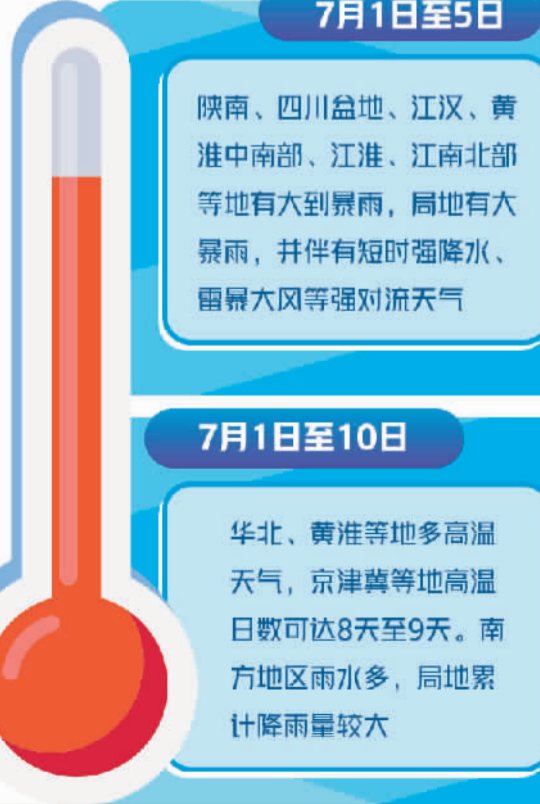 7月1日至5日
陕南、四川盆地、江汉、黄
淮中南部、江淮、江南北部
等地有大到暴雨，局地有大
暴雨，并伴有短时强降水、
雷暴大风等强对流天气
7月1日至10日
华北、黄淮等地多高温
天气，京津冀等地高温
日数可达8天至9天。南
方地区雨水多，局地累
计降雨量较大